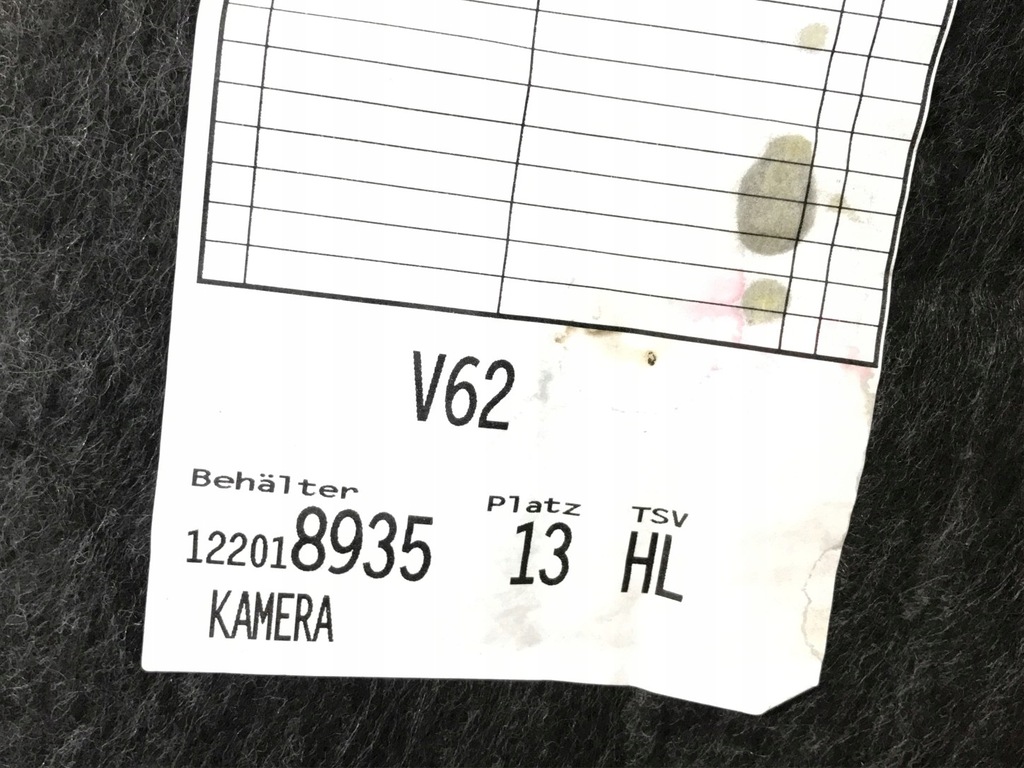 V62
Behälter Platz TSV
122018935 13 HL
KAMERA